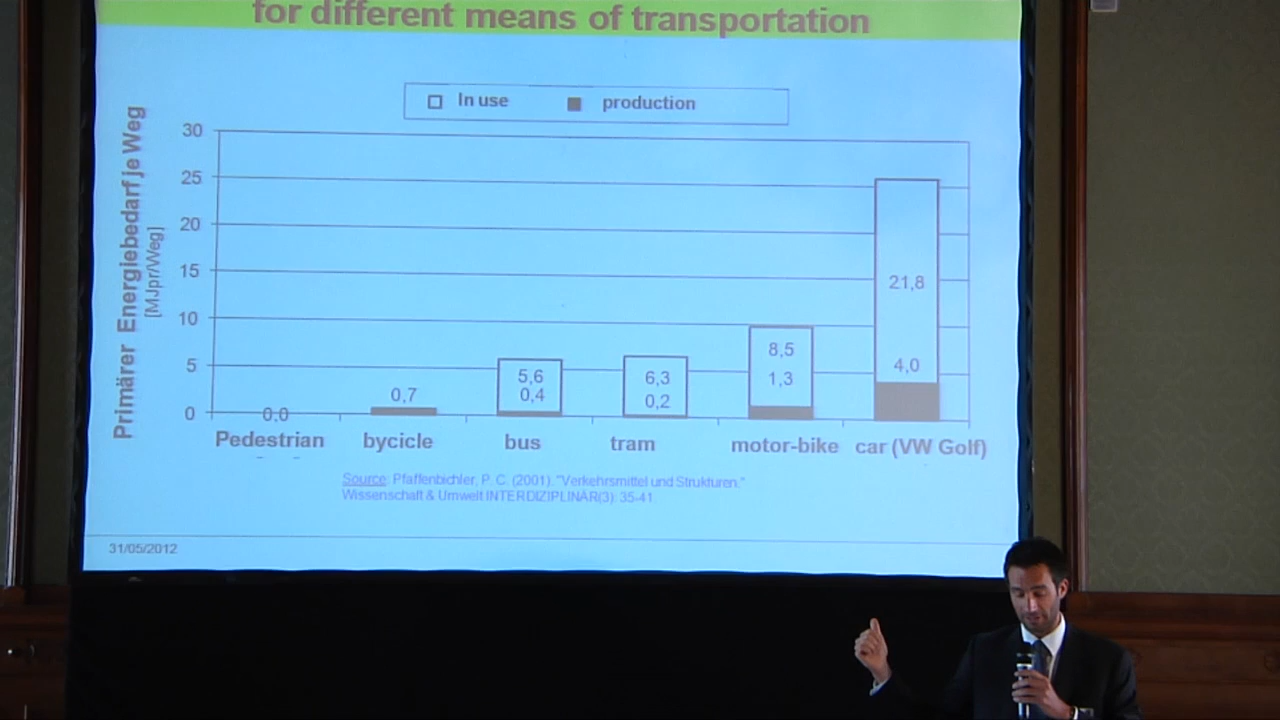 for different means of transportation
In use
production
Primärer Energiebedarf je Weg
[MJpr/Weg]
30
25
20
15
10
5
0
0,0
0,7
5,6
0,4
6,3
0,2
8,5
1,3
21,8
4,0
Pedestrian
bycicle
bus
tram
motor-bike
car (VW Golf)
Source: Pfaffenbichler, P. C. (2001). "Verkehrsmittel und Strukturen."
Wissenschaft & Umwelt INTERDIZIPLINÄR(3): 35-41.
31/05/2012